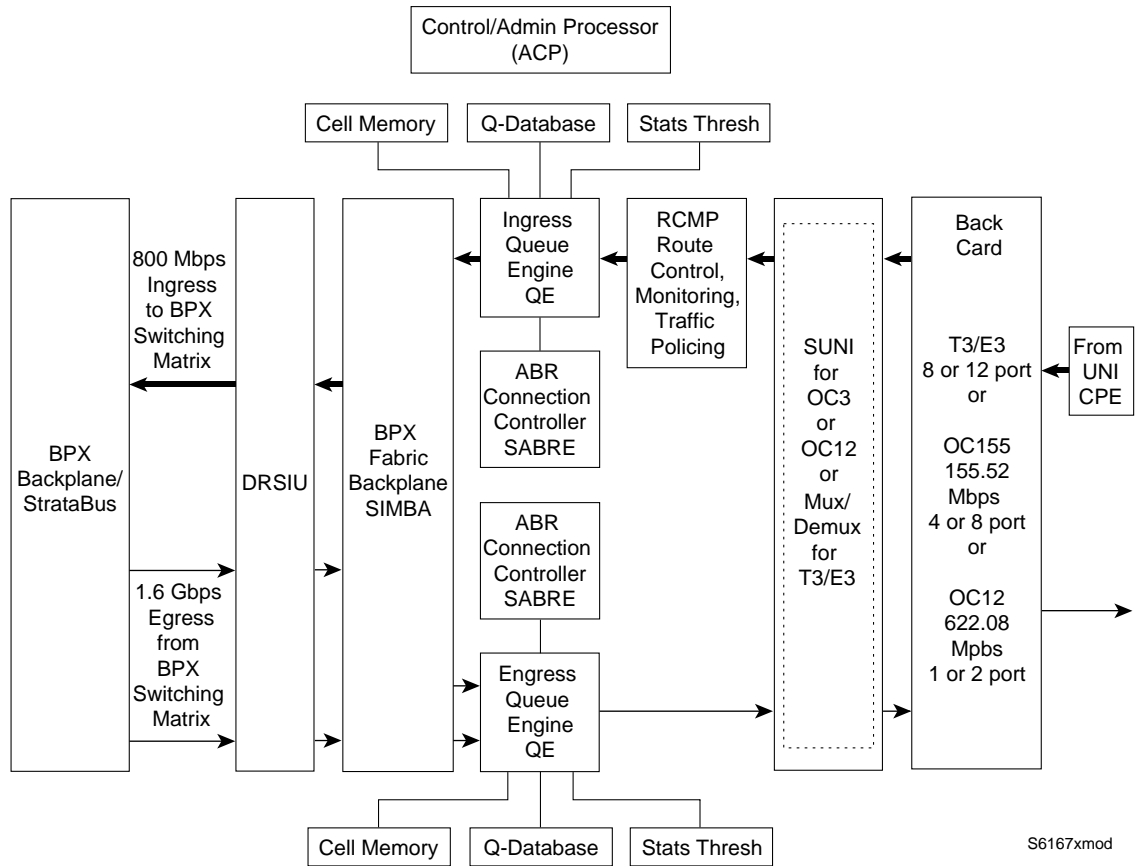 Control/Admin Processor
(ACP)
Cell Memory
Q-Database
Stats Thresh
BPX
Backplane/
StrataBus
800 Mbps
Ingress
to BPX
Switching
Matrix
1.6 Gbps
Egress
from
BPX
Switching
Matrix
DRSIU
BPX
Fabric
Backplane
SIMBA
Ingress
Queue
Engine
QE
ABR
Connection
Controller
SABRE
ABR
Connection
Controller
SABRE
Engress
Queue
Engine
QE
RCMP
Route
Control,
Monitoring,
Traffic
Policing
SUNI
for
OC3
or
OC12
or
Mux/
Demux
for
T3/E3
Back
Card
T3/E3
8 or 12 port
or
OC155
155.52
Mbps
4 or 8 port
or
OC12
622.08
Mpbs
1 or 2 port
From
UNI
CPE
Cell Memory
Q-Database
Stats Thresh
S6167xmod